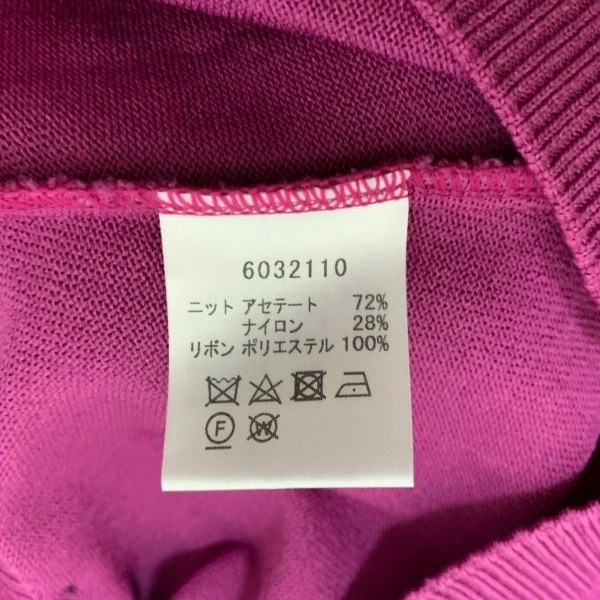 6032110
ニット アセテート 72%
ナイロン 28%
リボン ポリエステル 100%
F W